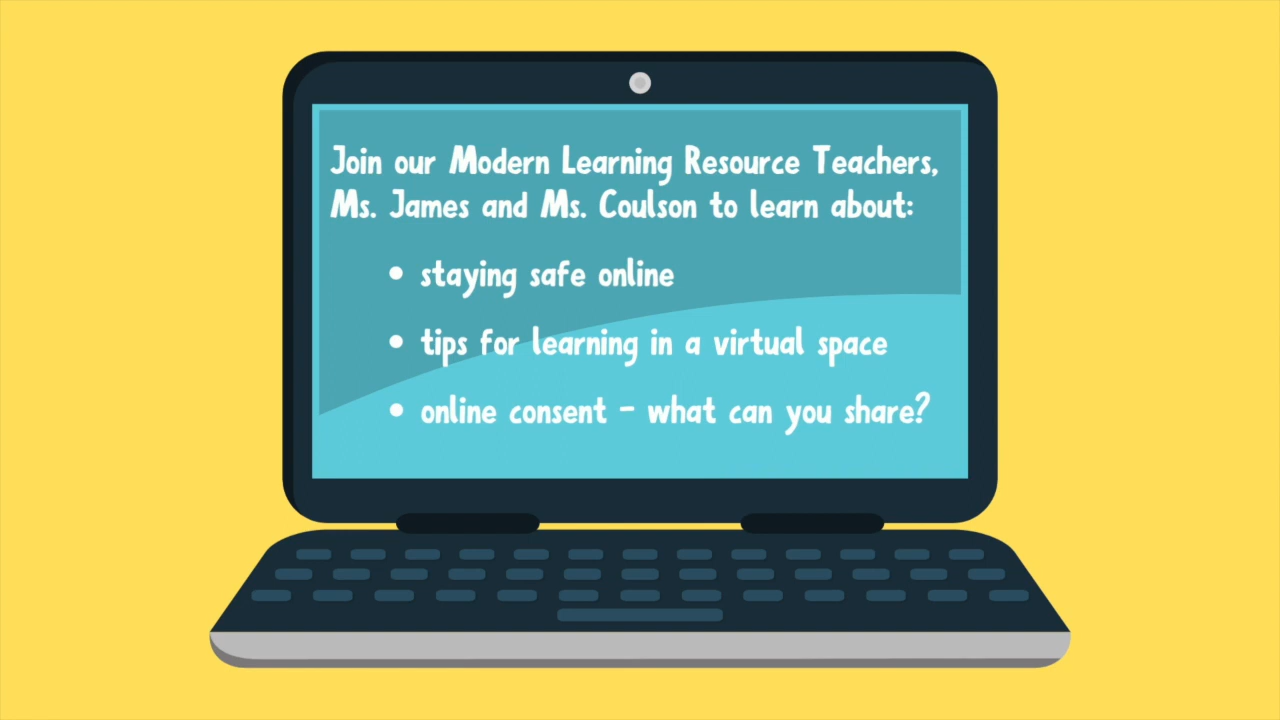 Join our Modern Learning Resource Teachers,
Ms. James and Ms. Coulson to learn about:
• staying safe online
• tips for learning in a virtual space
• online consent - what can you share?